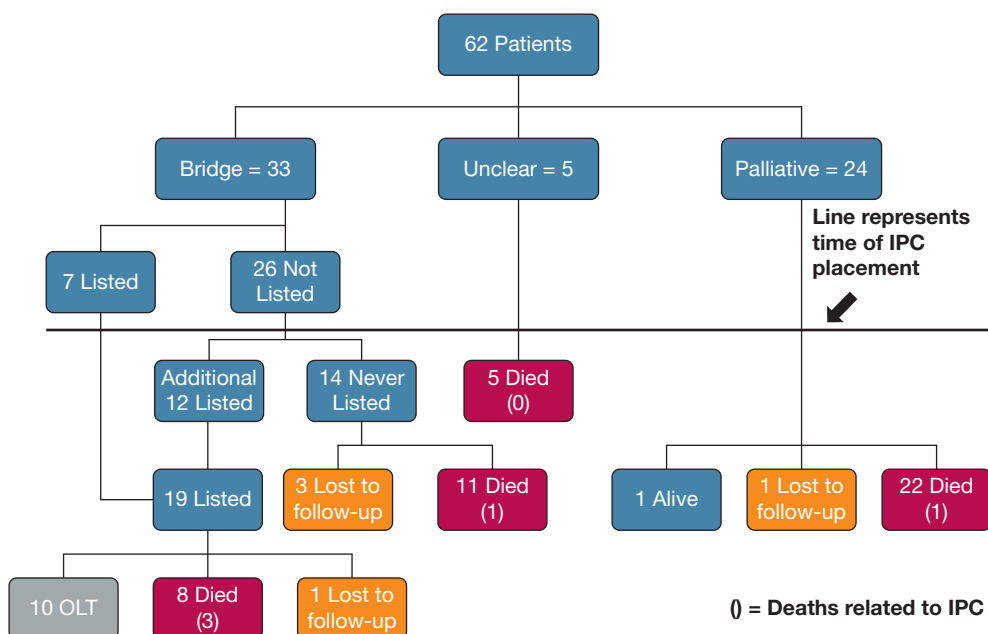 62 Patients
Bridge = 33
Unclear = 5
Palliative = 24
Line represents
time of IPC
placement
7 Listed
26 Not
Listed
Additional
12 Listed
14 Never
Listed
5 Died
(0)
19 Listed
3 Lost to
follow-up
11 Died
(1)
1 Alive
1 Lost to
follow-up
22 Died
(1)
10 OLT
8 Died
(3)
1 Lost to
follow-up
() = Deaths related to IPC